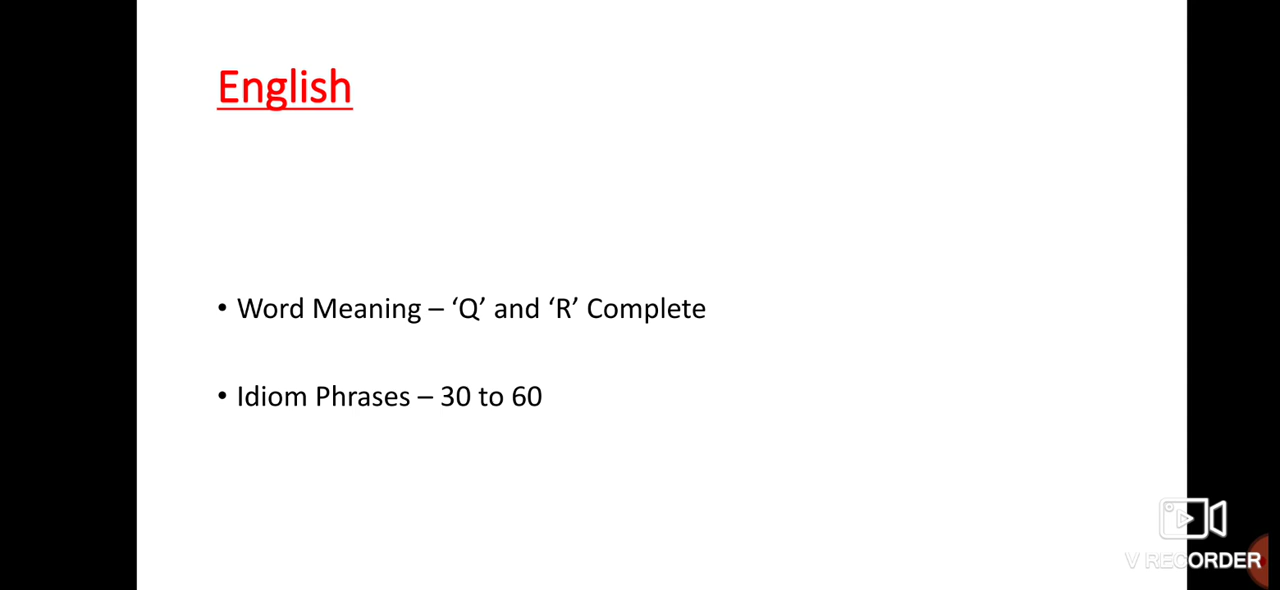 English
• Word Meaning – ‘Q’ and ‘R’ Complete
• Idiom Phrases – 30 to 60
V RECORDER